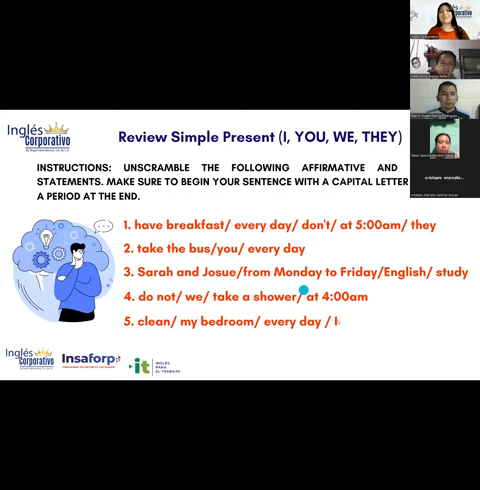 Inglés
Corporativo
Review Simple Present (I, YOU, WE, THEY)
INSTRUCTIONS: UNSCRAMBLE THE FOLLOWING AFFIRMATIVE AND
STATEMENTS. MAKE SURE TO BEGIN YOUR SENTENCE WITH A CAPITAL LETTER
A PERIOD AT THE END.
1. have breakfast/ every day/ don't/ at 5:00am/ they
2. take the bus/you/ every day
3. Sarah and Josue/from Monday to Friday/English/ study
4. do not/ we/ take a shower/ at 4:00am
5. clean/ my bedroom/ every day / I
Inglés
Corporativo
Insaforp
it
INGLÉS
PARA EL
TRABAJO
cristians marcelo...